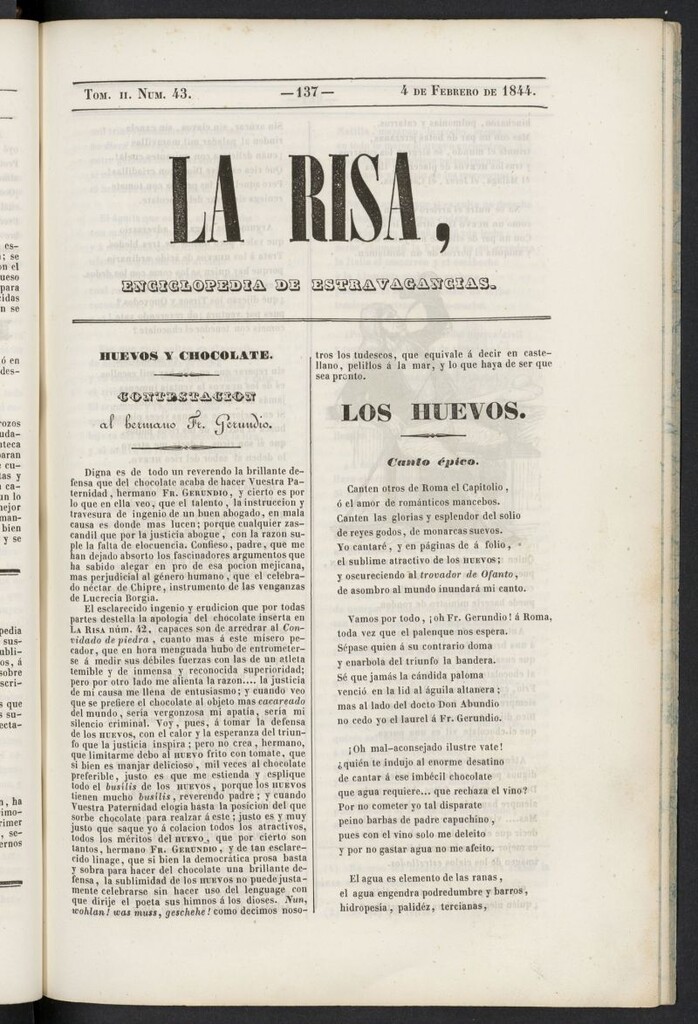 Tom. II. Num. 43. —137— 4 de Febrero de 1844.
LA RISA,
ENCICLOPEDIA DE ESTRAVAGANCIAS.
HUEVOS Y CHOCOLATE.
CONTESTACION
al hermano Fr. Gerundio.
Digna es de todo un reverendo la brillante de-
fensa que del chocolate acaba de hacer Vuestra Pa-
ternidad, hermano Fr. Gerundio, y cierto es por
lo que en ella veo, que el talento, la instruccion y
travesura de ingenio de un buen abogado, en mala
causa es donde mas lucen; porque cualquier zas-
candil que por la justicia abogue, con la razon su-
ple la falta de elocuencia. Confieso, padre, que me
han dejado absorto los fascinadores argumentos que
ha sabido alegar en pro de esa pocion mejicana,
mas perjudicial al género humano, que el celebra-
do néctar de Chipre, instrumento de las venganzas
de Lucrecia Borgia.
El esclarecido ingenio y erudicion que por todas
partes destella la apología del chocolate inserta en
La Risa núm. 42, capaces son de arredrar al Con-
vidado de piedra, cuanto mas á este mísero pe-
cador, que en hora menguada hubo de entrometer-
se á medir sus débiles fuerzas con las de un atleta
temible y de inmensa y reconocida superioridad;
pero por otro lado me alienta la razon.... la justicia
de mi causa me llena de entusiasmo; y cuando veo
que se prefiere el chocolate al objeto mas cacareado
del mundo, sería vergonzosa mi apatía, sería mi
silencio criminal. Voy, pues, á tomar la defensa
de los huevos, con el calor y la esperanza del triun-
fo que la justicia inspira; pero no crea, hermano,
que limitarme debo al huevo frito con tomate, que
si bien es manjar delicioso, mil veces al chocolate
preferible, justo es que me estienda y esplique
todo el busilis de los huevos, porque los huevos
tienen mucho busilis, reverendo padre; y cuando
Vuestra Paternidad elogia hasta la posicion del que
sorbe chocolate para realzar á este; justo es y muy
justo que saque yo á colacion todos los atractivos,
todos los méritos del huevo, que por cierto son
tantos, hermano Fr. Gerundio, y de tan esclare-
cido linage, que si bien la democrática prosa basta
y sobra para hacer del chocolate una brillante de-
fensa, la sublimidad de los huevos no puede justa-
mente celebrarse sin hacer uso del lenguage con
que dirije el poeta sus himnos á los dioses. Nun,
wohlan! was muss, geschehe! como decimos noso-
tros los tudescos, que equivale á decir en caste-
llano, pelillos á la mar, y lo que haya de ser que
sea pronto.
LOS HUEVOS.
Canto épico.
Canten otros de Roma el Capitolio,
ó el amor de románticos mancebos.
Canten las glorias y esplendor del solio
de reyes godos, de monarcas suevos.
Yo cantaré, y en páginas de á folio,
el sublime atractivo de los huevos;
y oscureciendo al trovador de Ofanto,
de asombro al mundo inundará mi canto.
Vamos por todo, ¡oh Fr. Gerundio! á Roma,
toda vez que el palenque nos espera.
Sépase quien á su contrario doma
y enarbola del triunfo la bandera.
Sé que jamás la cándida paloma
venció en la lid al águila altanera;
mas al lado del docto Don Abundio
no cedo yo el laurel á Fr. Gerundio.
¡Oh mal-aconsejado ilustre vate!
¿quién te indujo al enorme desatino
de cantar á ese imbécil chocolate
que agua requiere... que rechaza el vino?
Por no cometer yo tal disparate
peino barbas de padre capuchino,
pues con el vino solo me deleito
y por no gastar agua no me afeito.
El agua es elemento de las ranas,
el agua engendra podredumbre y barros,
hidropesia, palidéz, tercianas,